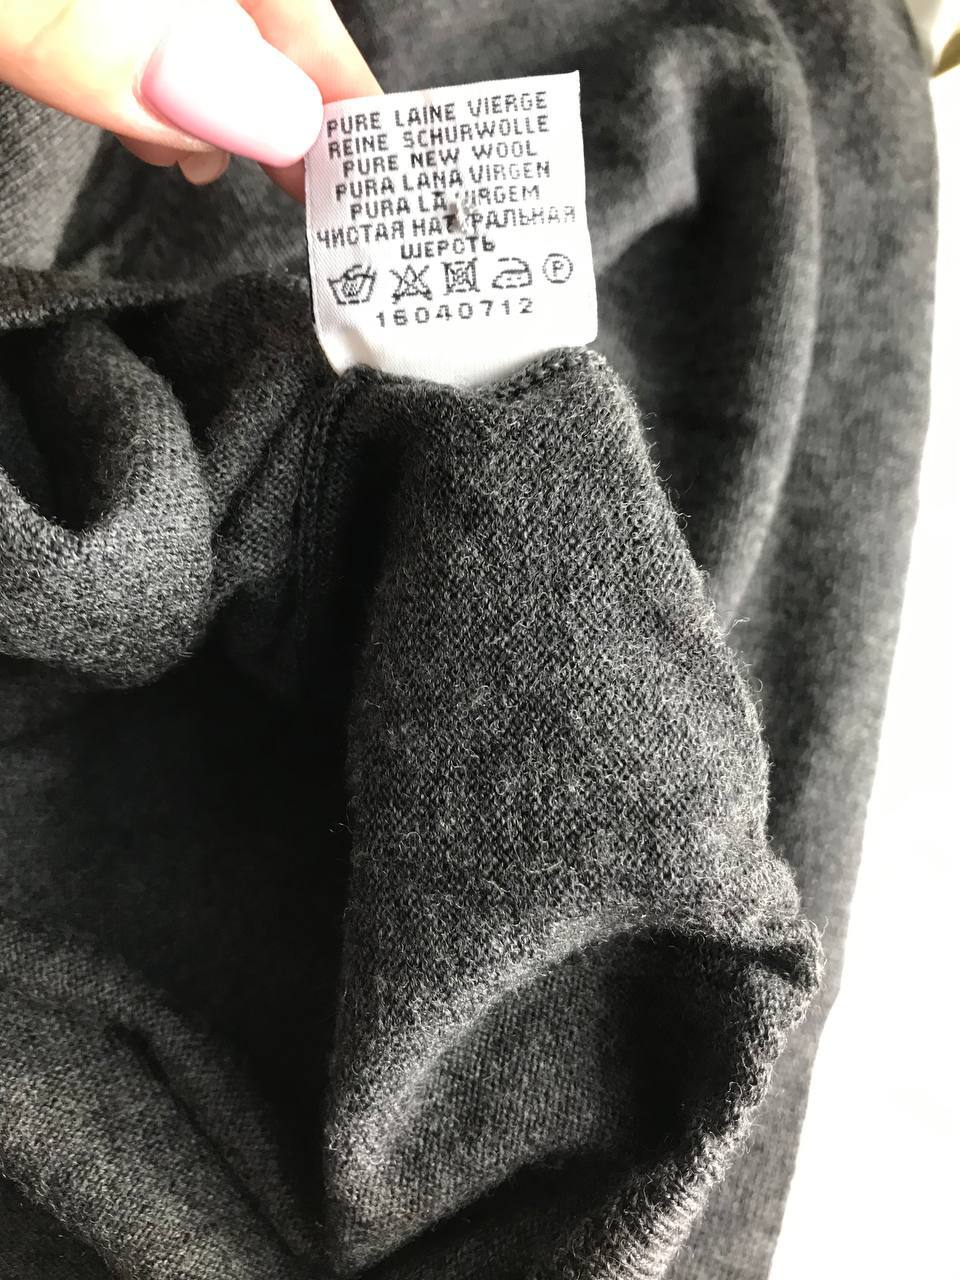 PURE LAINE VIERGE
REINE SCHURWOLLE
PURE NEW WOOL
PURA LANA VIRGEN
PURA LÃ VIRGEM
ЧИСТАЯ НАТУРАЛЬНАЯ
ШЕРСТЬ
P
16040712